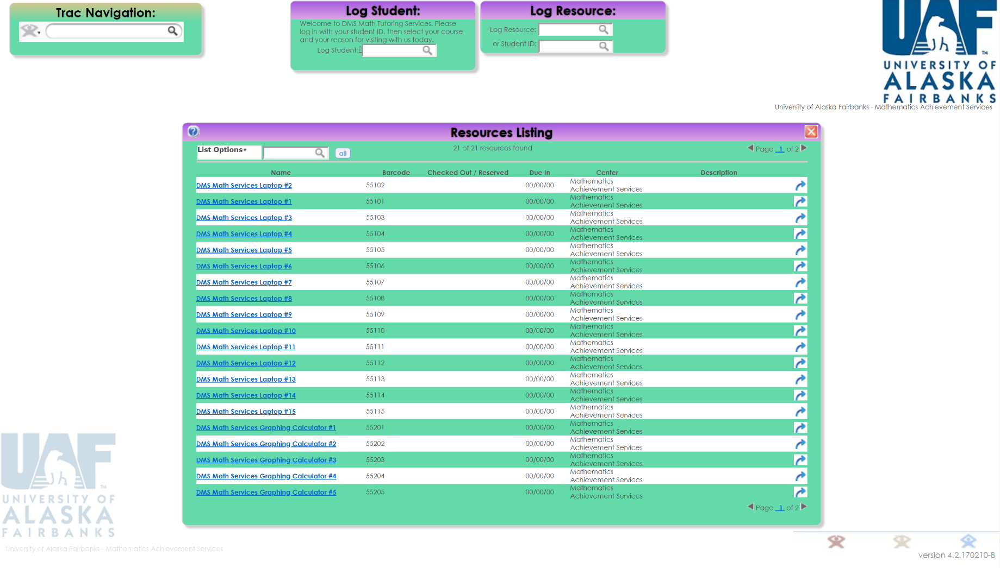 Trac Navigation:
Log Student:
Welcome to DMS Math Tutoring Services. Please
log in with your student ID, then select your course
and your reason for visiting with us today.
Log Student:Ê
Log Resource:
Log Resource:
or Student ID:
UAF
TM
UNIVERSITY OF
ALASKA
FAIRBANKS
University of Alaska Fairbanks - Mathematics Achievement Services
Resources Listing
List Options▾
all
21 of 21 resources found
Page 1 of 2
Name Barcode Checked Out / Reserved Due In Center Description
DMS Math Services Laptop #2 55102 00/00/00 Mathematics
Achievement Services
DMS Math Services Laptop #1 55101 00/00/00 Mathematics
Achievement Services
DMS Math Services Laptop #3 55103 00/00/00 Mathematics
Achievement Services
DMS Math Services Laptop #4 55104 00/00/00 Mathematics
Achievement Services
DMS Math Services Laptop #5 55105 00/00/00 Mathematics
Achievement Services
DMS Math Services Laptop #6 55106 00/00/00 Mathematics
Achievement Services
DMS Math Services Laptop #7 55107 00/00/00 Mathematics
Achievement Services
DMS Math Services Laptop #8 55108 00/00/00 Mathematics
Achievement Services
DMS Math Services Laptop #9 55109 00/00/00 Mathematics
Achievement Services
DMS Math Services Laptop #10 55110 00/00/00 Mathematics
Achievement Services
DMS Math Services Laptop #11 55111 00/00/00 Mathematics
Achievement Services
DMS Math Services Laptop #12 55112 00/00/00 Mathematics
Achievement Services
DMS Math Services Laptop #13 55113 00/00/00 Mathematics
Achievement Services
DMS Math Services Laptop #14 55114 00/00/00 Mathematics
Achievement Services
DMS Math Services Laptop #15 55115 00/00/00 Mathematics
Achievement Services
DMS Math Services Graphing Calculator #1 55201 00/00/00 Mathematics
Achievement Services
DMS Math Services Graphing Calculator #2 55202 00/00/00 Mathematics
Achievement Services
DMS Math Services Graphing Calculator #3 55203 00/00/00 Mathematics
Achievement Services
DMS Math Services Graphing Calculator #4 55204 00/00/00 Mathematics
Achievement Services
DMS Math Services Graphing Calculator #5 55205 00/00/00 Mathematics
Achievement Services
Page 1 of 2
UAF
TM
UNIVERSITY OF
ALASKA
FAIRBANKS
University of Alaska Fairbanks - Mathematics Achievement Services
version 4.2.170210-B